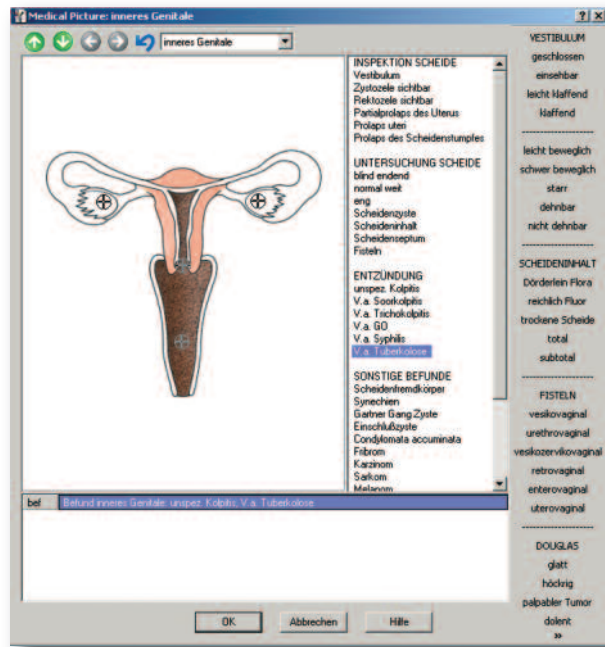 Medical Picture: inneres Genitale
inneres Genitale
INSPEKTION SCHEIDE
Vestibulum
Zystozele sichtbar
Rektozele sichtbar
Partialprolaps des Uterus
Prolaps uteri
Prolaps des Scheidenstumpfes
UNTERSUCHUNG SCHEIDE
blind endend
normal weit
eng
Scheidenzyste
Scheideninhalt
Scheidenseptum
Fisteln
ENTZÜNDUNG
unspez. Kolpitis
V.a. Soorkolpitis
V.a. Trichokolpitis
V.a. GO
V.a. Syphilis
V.a. Tuberkolose
SONSTIGE BEFUNDE
Scheidenfremdkörper
Synechien
Gartner Gang Zyste
Einschlußzyste
Condylomata accuminata
Fribrom
Karzinom
Sarkom
Melanom
VESTIBULUM
geschlossen
einsehbar
leicht klaffend
klaffend
--------------------
leicht beweglich
schwer beweglich
starr
dehnbar
nicht dehnbar
--------------------
SCHEIDENINHALT
Dörderlein Flora
reichlich Fluor
trockene Scheide
total
subtotal
--------------------
FISTELN
vesikovaginal
urethrovaginal
vesikozervikovaginal
retrovaginal
enterovaginal
uterovaginal
--------------------
DOUGLAS
glatt
höckrig
palpabler Tumor
dolent
»
bef Befund inneres Genitale: unspez. Kolpitis, V.a. Tuberkolose
OK Abbrechen Hilfe